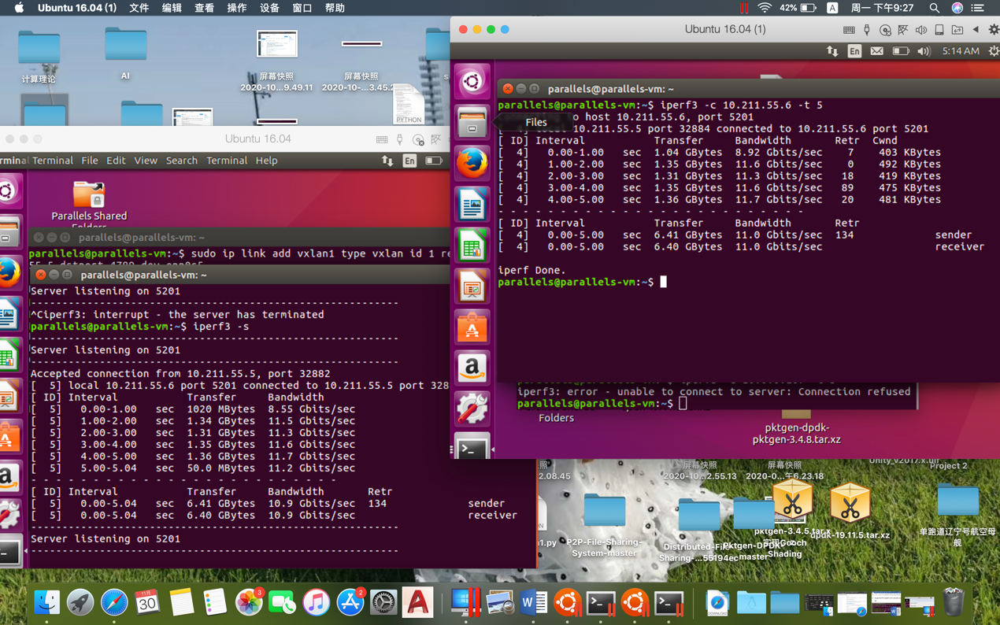 Ubuntu 16.04 (1) 文件 编辑 查看 操作 设备 窗口 帮助
42% A 周一 下午9:27
计算理论
AI
屏幕快照
2020-10-...9.49.11
屏幕快照
2020-10-...3.45.2
PYTHON
Ubuntu 16.04
Terminal File Edit View Search Terminal Help
En
Parallels Shared
Folders
parallels@parallels-vm: ~
parallels@parallels-vm:~$ sudo ip link add vxlan1 type vxlan id 1 re
parallels@parallels-vm: ~
Server listening on 5201
-----------------------------------------------------------
^Ciperf3: interrupt - the server has terminated
parallels@parallels-vm:~$ iperf3 -s
-----------------------------------------------------------
Server listening on 5201
-----------------------------------------------------------
Accepted connection from 10.211.55.5, port 32882
[  5] local 10.211.55.6 port 5201 connected to 10.211.55.5 port 328
[ ID] Interval Transfer Bandwidth
[  5] 0.00-1.00 sec 1020 MBytes 8.55 Gbits/sec
[  5] 1.00-2.00 sec 1.34 GBytes 11.5 Gbits/sec
[  5] 2.00-3.00 sec 1.31 GBytes 11.3 Gbits/sec
[  5] 3.00-4.00 sec 1.35 GBytes 11.6 Gbits/sec
[  5] 4.00-5.00 sec 1.36 GBytes 11.7 Gbits/sec
[  5] 5.00-5.04 sec 50.0 MBytes 11.2 Gbits/sec
- - - - - - - - - - - - - - - - - - - - - - - - -
[ ID] Interval Transfer Bandwidth Retr
[  5] 0.00-5.04 sec 6.41 GBytes 10.9 Gbits/sec 134 sender
[  5] 0.00-5.04 sec 6.40 GBytes 10.9 Gbits/sec receiver
-----------------------------------------------------------
Server listening on 5201
-----------------------------------------------------------
Ubuntu 16.04 (1)
En 5:14 AM
parallels@parallels-vm: ~
parallels@parallels-vm:~$ iperf3 -c 10.211.55.6 -t 5
o host 10.211.55.6, port 5201
Files
10.211.55.5 port 32884 connected to 10.211.55.6 port 5201
[ ID] Interval Transfer Bandwidth Retr Cwnd
[  4] 0.00-1.00 sec 1.04 GBytes 8.92 Gbits/sec 7 403 KBytes
[  4] 1.00-2.00 sec 1.35 GBytes 11.6 Gbits/sec 0 492 KBytes
[  4] 2.00-3.00 sec 1.31 GBytes 11.3 Gbits/sec 18 419 KBytes
[  4] 3.00-4.00 sec 1.35 GBytes 11.6 Gbits/sec 89 475 KBytes
[  4] 4.00-5.00 sec 1.36 GBytes 11.7 Gbits/sec 20 481 KBytes
- - - - - - - - - - - - - - - - - - - - - - - - -
[ ID] Interval Transfer Bandwidth Retr
[  4] 0.00-5.00 sec 6.41 GBytes 11.0 Gbits/sec 134 sender
[  4] 0.00-5.00 sec 6.40 GBytes 11.0 Gbits/sec receiver
iperf Done.
parallels@parallels-vm:~$
iperf3: error - unable to connect to server: Connection refused
parallels@parallels-vm:~$
Folders
pktgen-dpdk-
pktgen-3.4.8.tar.xz
照
2.08.45
屏幕快照
2020-10...2.55.13
屏幕快照
2020-0...午6.23.18
Unity_v2017.x.dif
Project 2
1.py
P2P-File-Sharing-
System-master
Distributed-File-
Sharing-...55194ec
Pktgen-DPDK-
master
pktgen-3.4.5.tar.x
实现Gooch
Shading
dpdk-19.11.5.tar.xz
单跑道辽宁号航空母
舰
11月
30
3
2
DOWNLOAD